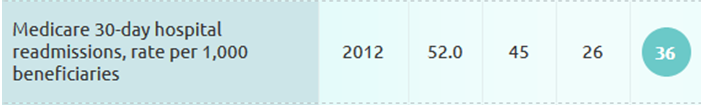 Medicare 30-day hospital
readmissions, rate per 1,000
beneficiaries
2012 52.0 45 26 36